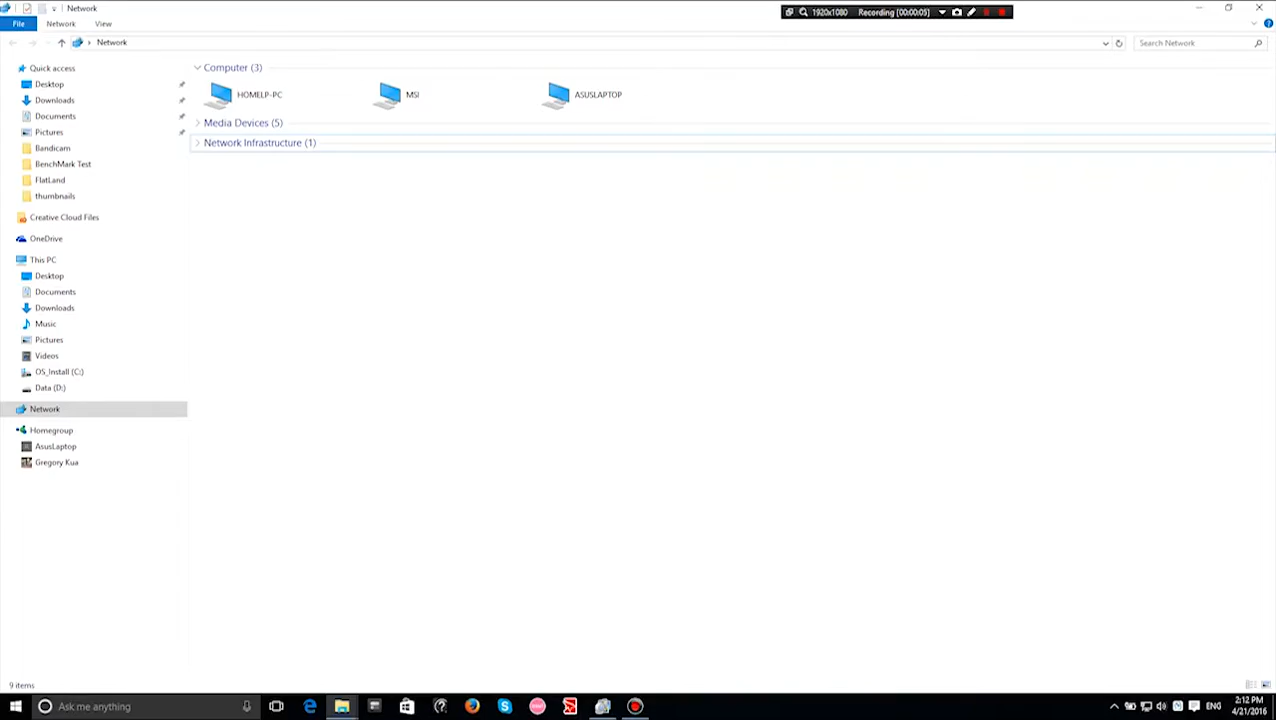 Network
1920x1080 Recording [00:00:05]
File Network View
Network
Search Network
Quick access
Desktop
Downloads
Documents
Pictures
Bandicam
BenchMark Test
FlatLand
thumbnails
Creative Cloud Files
OneDrive
This PC
Desktop
Documents
Downloads
Music
Pictures
Videos
OS_Install (C:)
Data (D:)
Network
Homegroup
AsusLaptop
Gregory Kua
Computer (3)
HOMELP-PC MSI ASUSLAPTOP
Media Devices (5)
Network Infrastructure (1)
9 items
Ask me anything
ENG
2:12 PM
4/21/2016